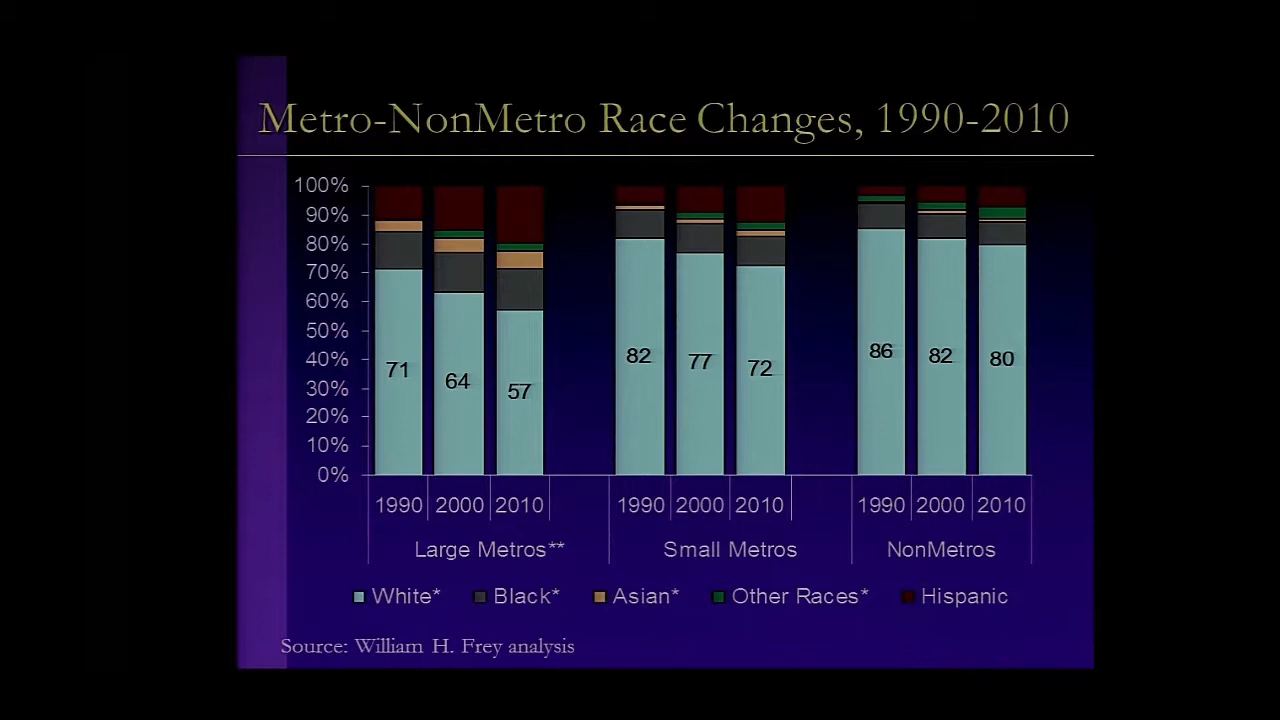 Metro-NonMetro Race Changes, 1990-2010
100%
90%
80%
70%
60%
50%
40%
30%
20%
10%
0%
71 64 57 82 77 72 86 82 80
1990 2000 2010 1990 2000 2010 1990 2000 2010
Large Metros** Small Metros NonMetros
White* Black* Asian* Other Races* Hispanic
Source: William H. Frey analysis